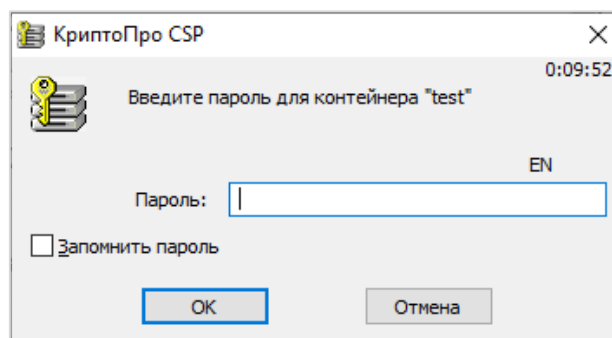 КриптоПро CSP
0:09:52
Введите пароль для контейнера "test"
EN
Пароль:
Запомнить пароль
OK
Отмена